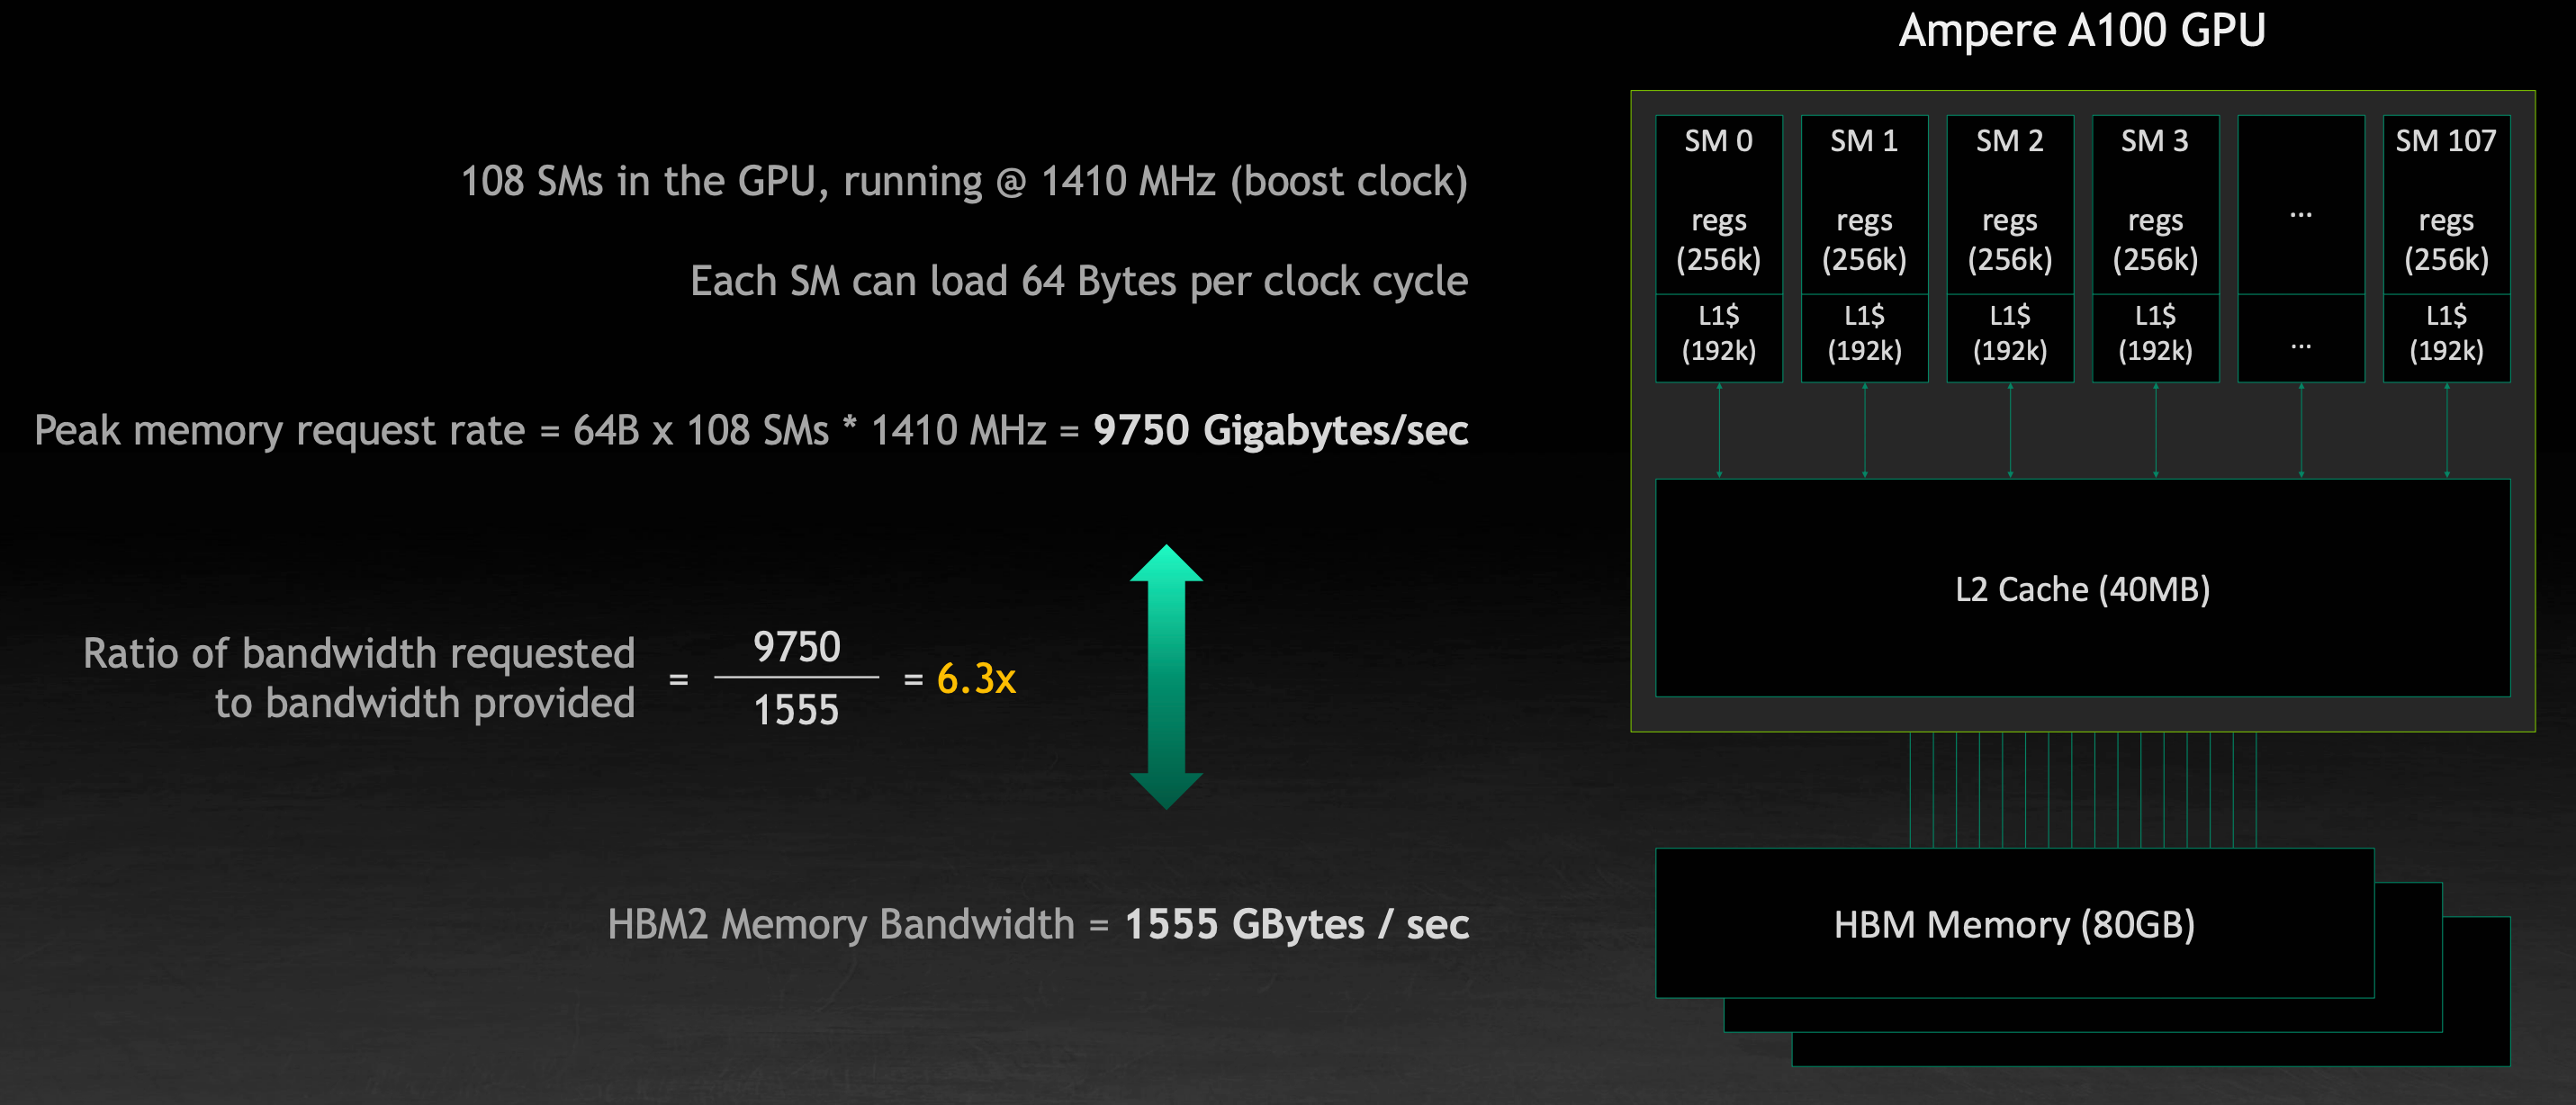 Ampere A100 GPU
108 SMs in the GPU, running @ 1410 MHz (boost clock)
Each SM can load 64 Bytes per clock cycle
Peak memory request rate = 64B x 108 SMs * 1410 MHz = 9750 Gigabytes/sec
Ratio of bandwidth requested
to bandwidth provided
=
9750
1555
= 6.3x
HBM2 Memory Bandwidth = 1555 GBytes / sec
SM 0
regs
(256k)
L1$
(192k)
SM 1
regs
(256k)
L1$
(192k)
SM 2
regs
(256k)
L1$
(192k)
SM 3
regs
(256k)
L1$
(192k)
...
...
SM 107
regs
(256k)
L1$
(192k)
L2 Cache (40MB)
HBM Memory (80GB)